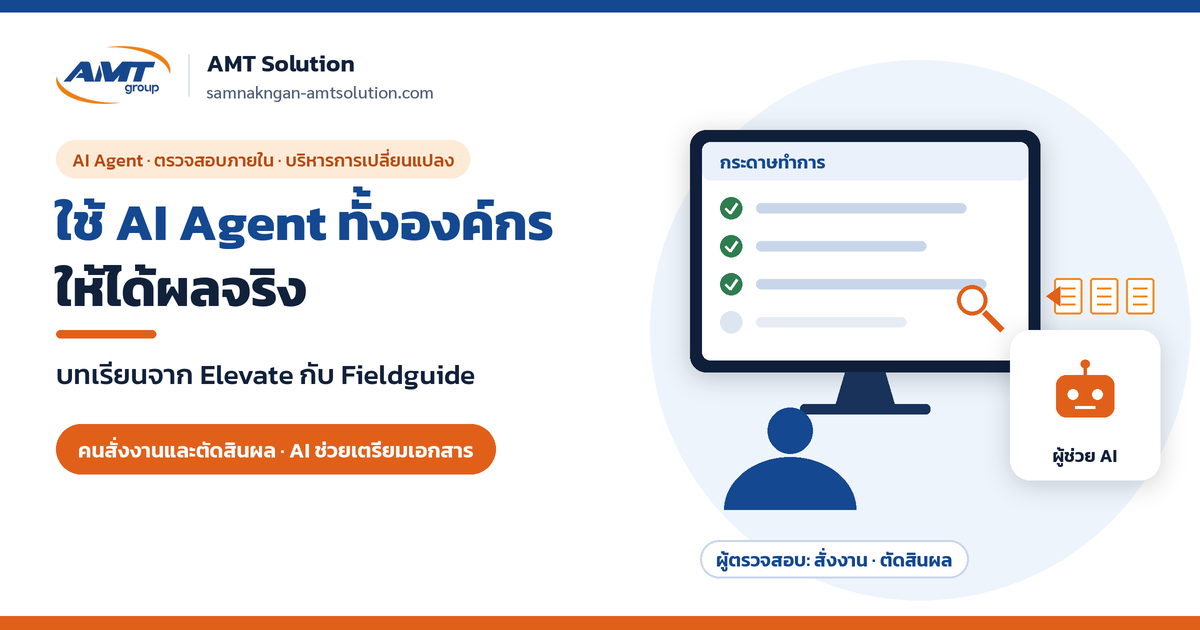 AMT
group
AMT Solution
samnakngan-amtsolution.com
AI Agent · ตรวจสอบภายใน · บริหารการเปลี่ยนแปลง
ใช้ AI Agent ทั้งองค์กร
ให้ได้ผลจริง
บทเรียนจาก Elevate กับ Fieldguide
คนสั่งงานและตัดสินผล · AI ช่วยเตรียมเอกสาร
กระดาษทำการ
ผู้ช่วย AI
ผู้ตรวจสอบ: สั่งงาน · ตัดสินผล